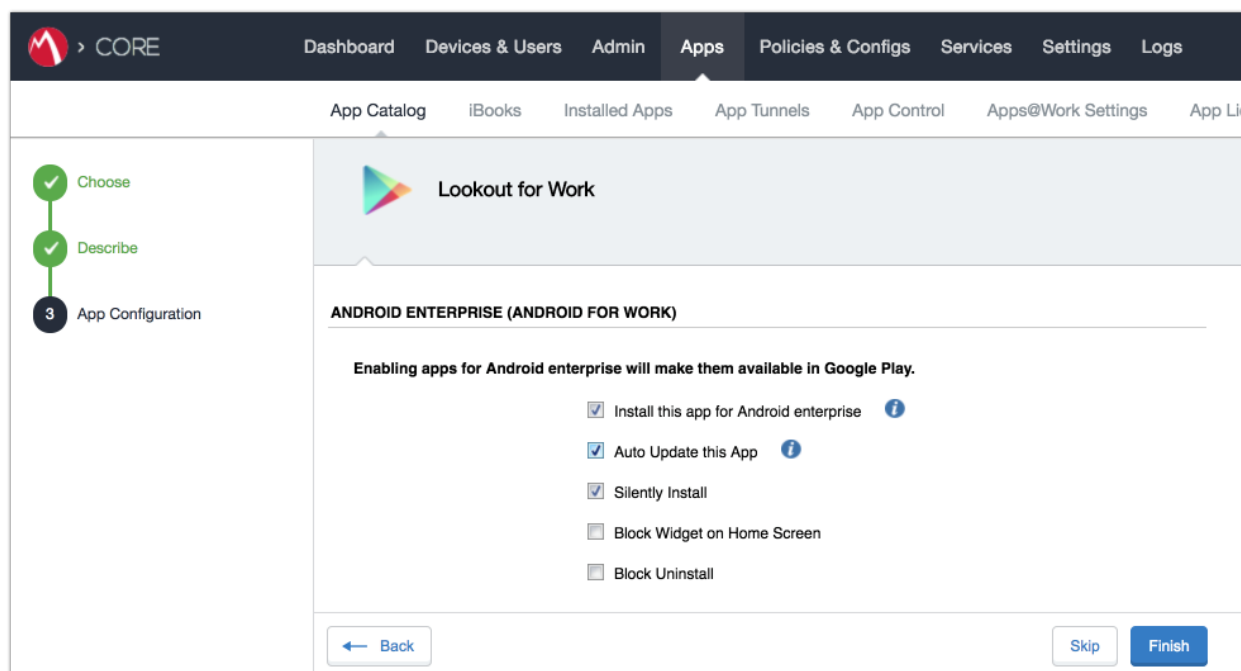 › CORE Dashboard Devices & Users Admin Apps Policies & Configs Services Settings Logs
App Catalog iBooks Installed Apps App Tunnels App Control Apps@Work Settings App Li
Choose
Describe
3 App Configuration
Lookout for Work
ANDROID ENTERPRISE (ANDROID FOR WORK)
Enabling apps for Android enterprise will make them available in Google Play.
Install this app for Android enterprise i
Auto Update this App i
Silently Install
Block Widget on Home Screen
Block Uninstall
Back Skip Finish